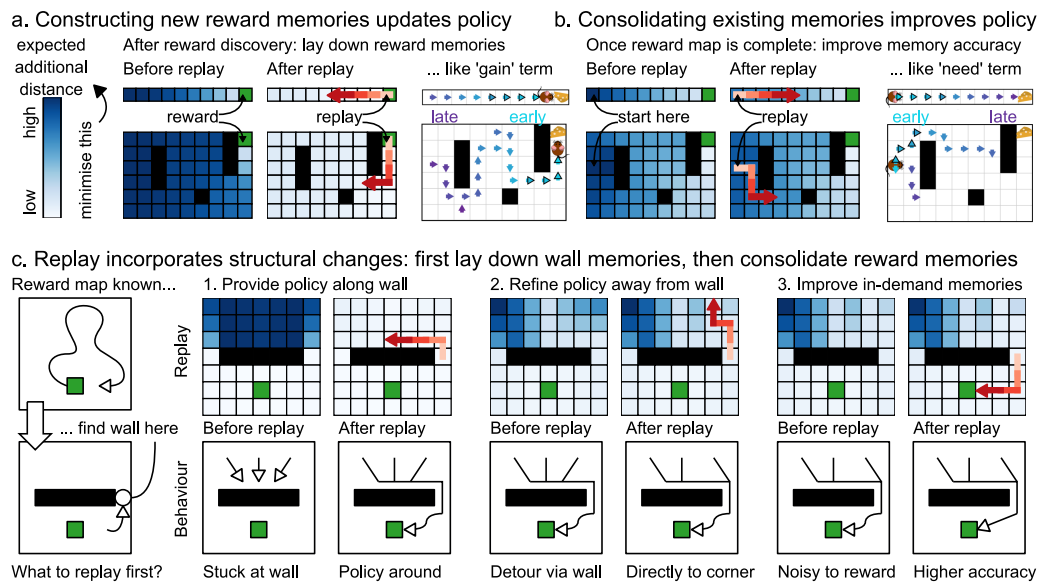 a. Constructing new reward memories updates policy
After reward discovery: lay down reward memories
expected
additional
distance
high
low
minimise this
Before replay
After replay
... like 'gain' term
reward
replay
late
early
b. Consolidating existing memories improves policy
Once reward map is complete: improve memory accuracy
Before replay
After replay
... like 'need' term
start here
replay
early
late
c. Replay incorporates structural changes: first lay down wall memories, then consolidate reward memories
Reward map known...
... find wall here
What to replay first?
1. Provide policy along wall
2. Refine policy away from wall
3. Improve in-demand memories
Replay
Before replay
After replay
Before replay
After replay
Before replay
After replay
Behaviour
Stuck at wall
Policy around
Detour via wall
Directly to corner
Noisy to reward
Higher accuracy